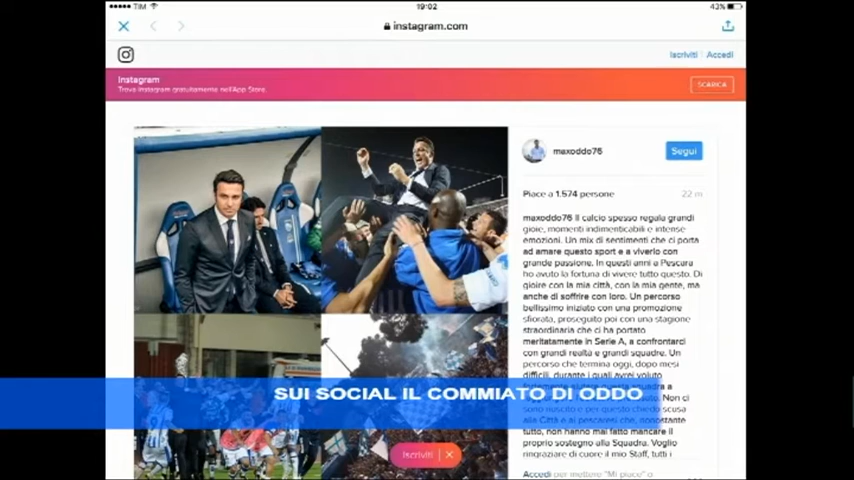 TIM
19:02
43%
instagram.com
Iscriviti | Accedi
Instagram
Trova Instagram gratuitamente nell'App Store.
SCARICA
maxoddo76
Segui
Piace a 1.574 persone
22 m
maxoddo76 Il calcio spesso regala grandi
gioie, momenti indimenticabili e intense
emozioni. Un mix di sentimenti che ci porta
ad amare questo sport e a viverlo con
grande passione. In questi anni a Pescara
ho avuto la fortuna di vivere tutto questo. Di
gioire con la mia città, con la mia gente, ma
anche di soffrire con loro. Un percorso
bellissimo iniziato con una promozione
sfiorata, proseguito poi con una stagione
straordinaria che ci ha portato
meritatamente in Serie A, a confrontarci
con grandi realtà e grandi squadre. Un
percorso che termina oggi, dopo mesi
difficili, durante i quali avrei voluto
SUI SOCIAL IL COMMIATO DI ODDO
Non ci
sono riuscito e per questo chiedo scusa
alla Città e ai pescaresi che, nonostante
tutto, non hanno mai fatto mancare il
proprio sostegno alla Squadra. Voglio
ringraziare di cuore il mio Staff, tutti i
Iscriviti | ×
Accedi per mettere "Mi piace" o